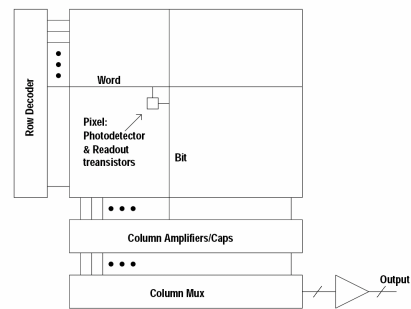 Row Decoder
Word
Pixel:
Photodetector
& Readout
treansistors
Bit
Column Amplifiers/Caps
Column Mux
Output